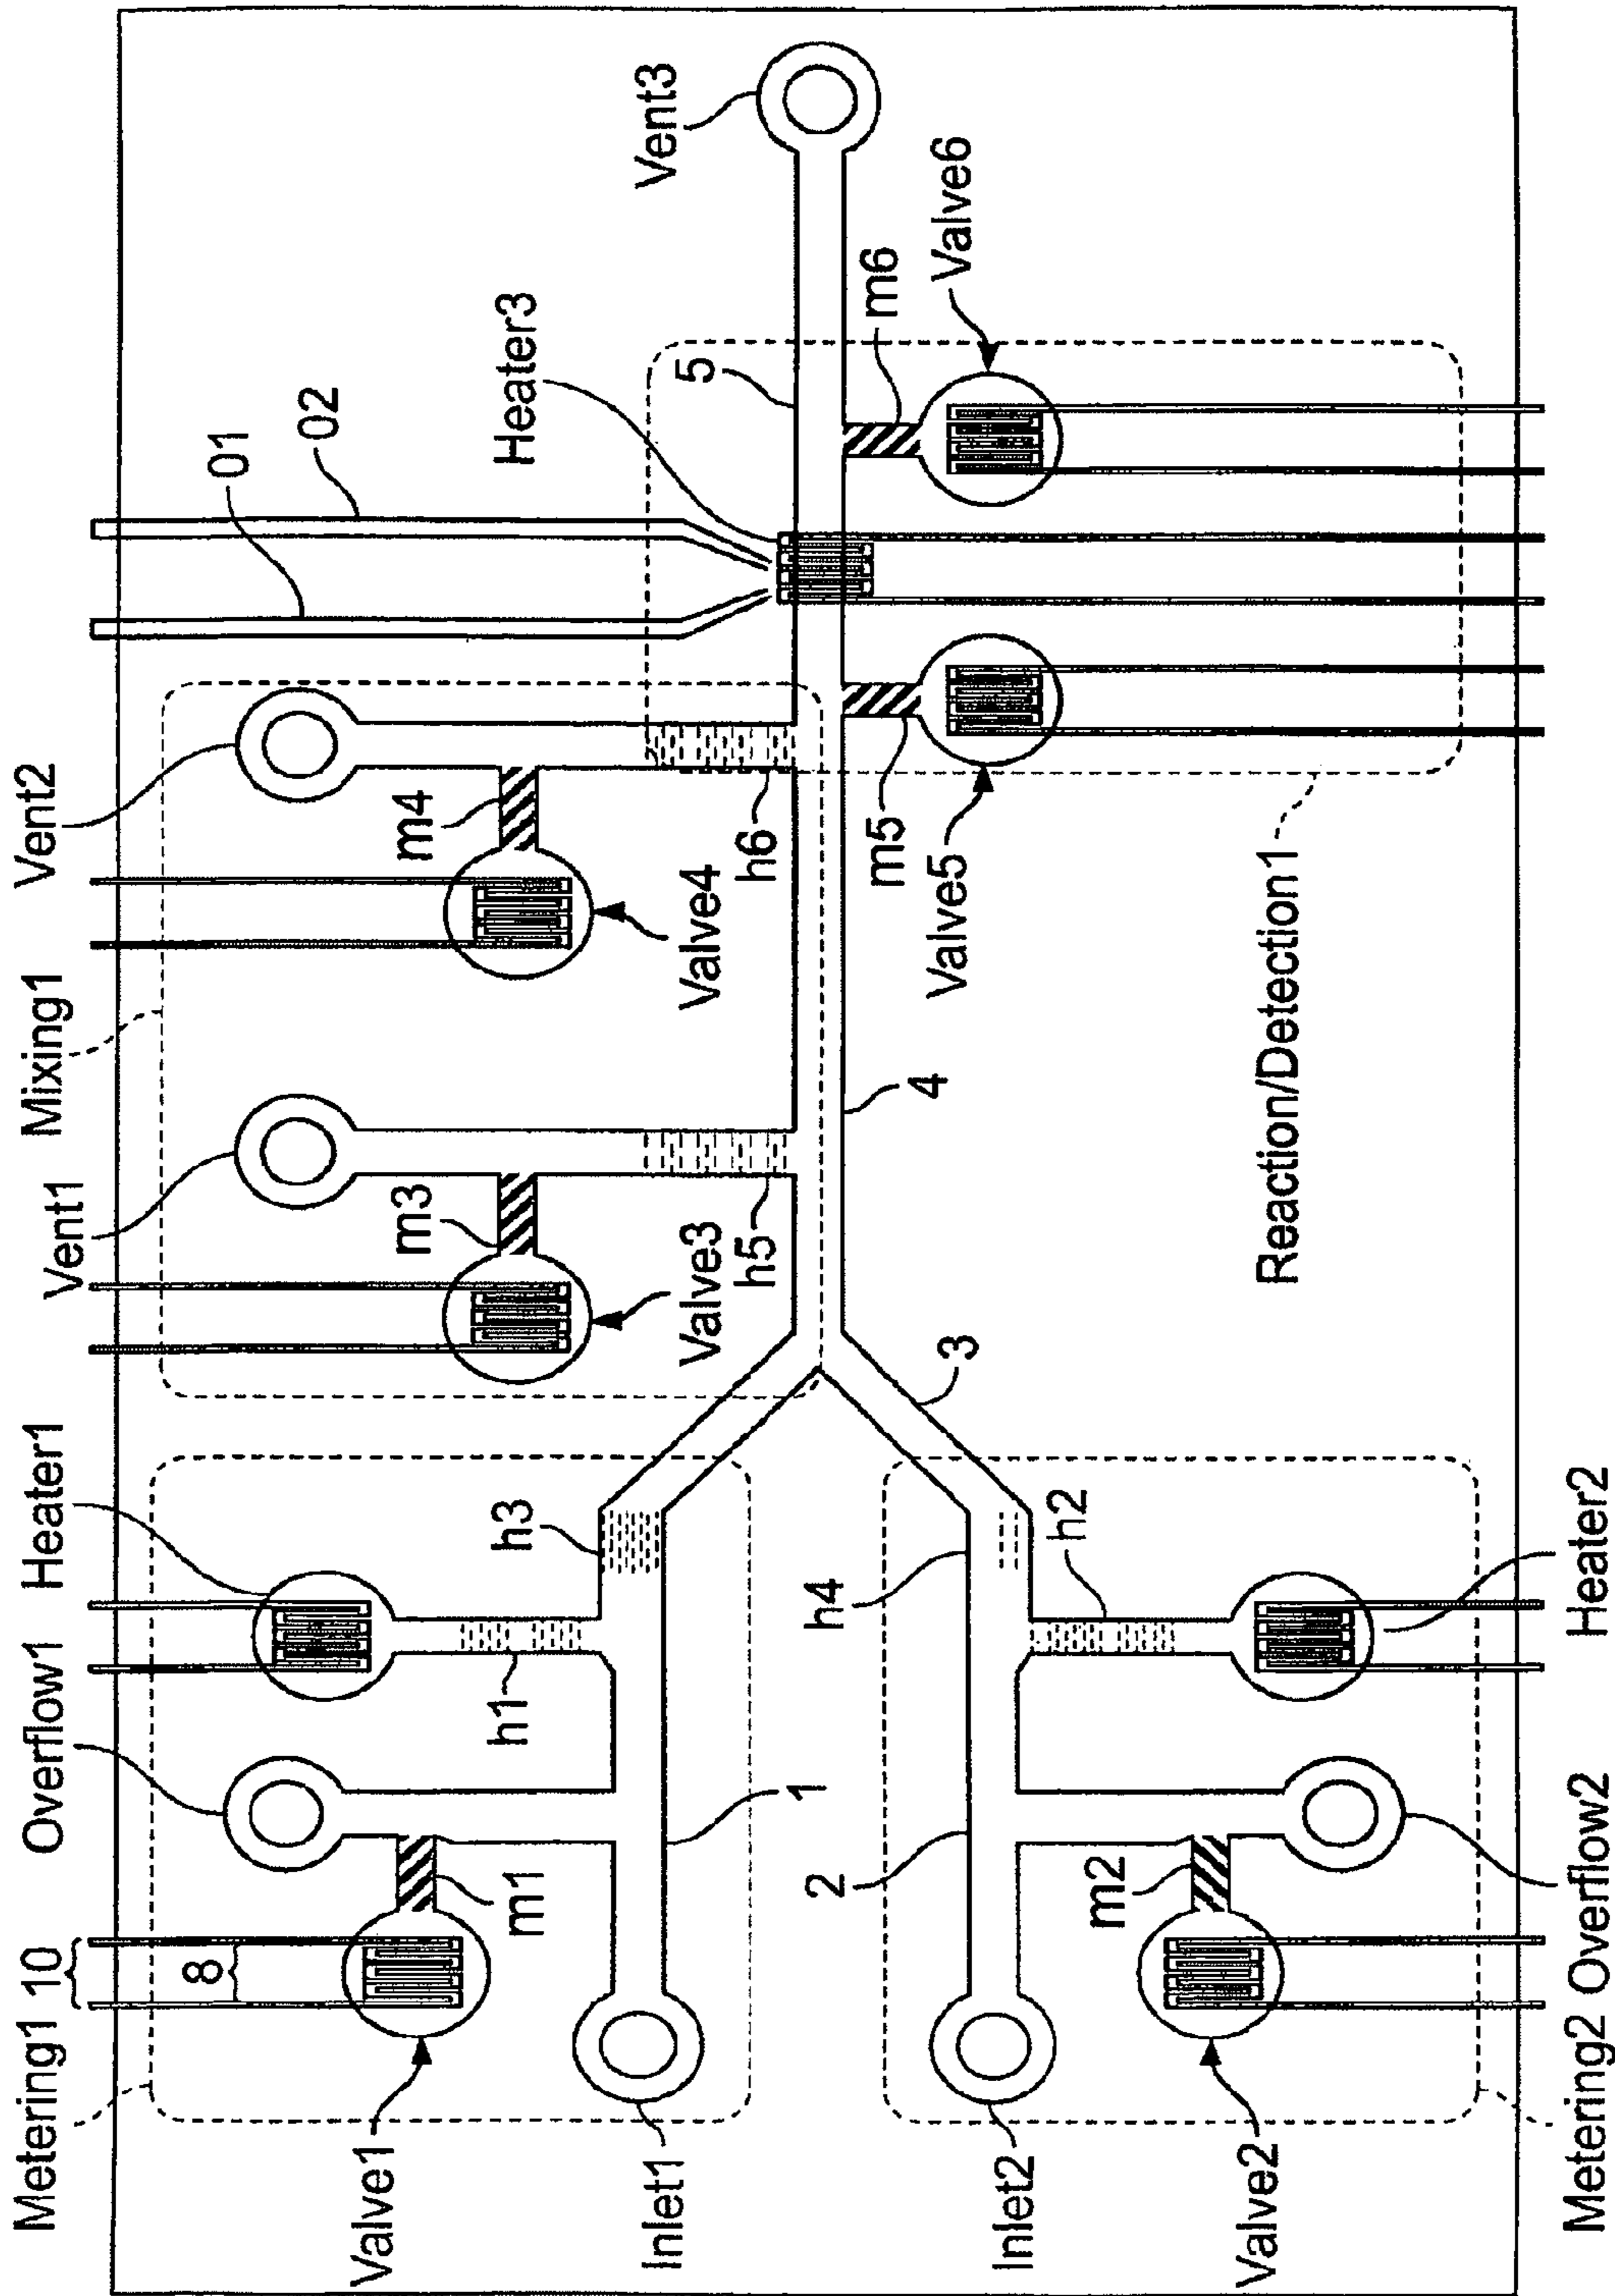 Metering1
10
8
Overflow1
Heater1
Vent1
Mixing1
Vent2
01
02
Heater3
Vent3
Valve1
m1
h1
h3
Valve3
m3
h5
Valve4
m4
h6
5
Inlet1
1
3
4
m5
Valve5
m6
Valve6
Inlet2
2
h4
h2
Reaction/Detection1
Valve2
m2
Metering2
Overflow2
Heater2